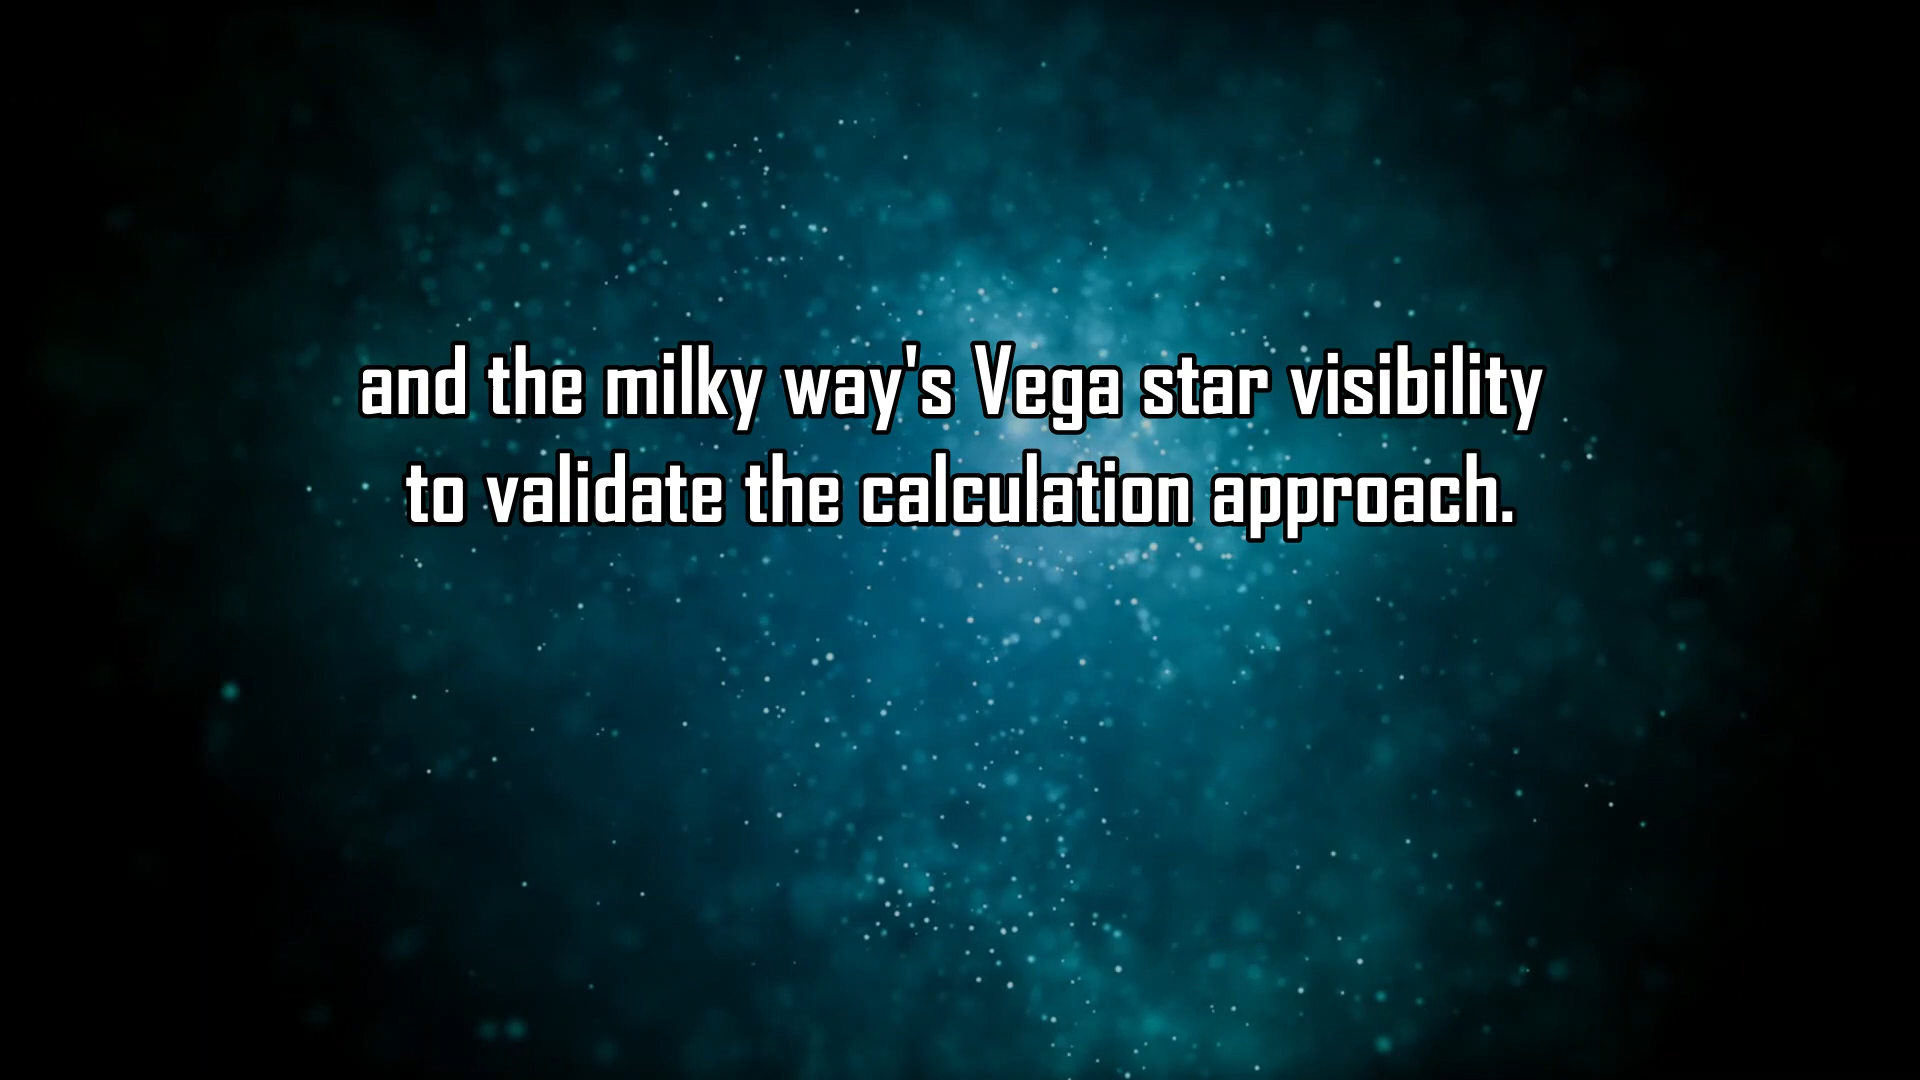 and the milky way's Vega star visibility
to validate the calculation approach.